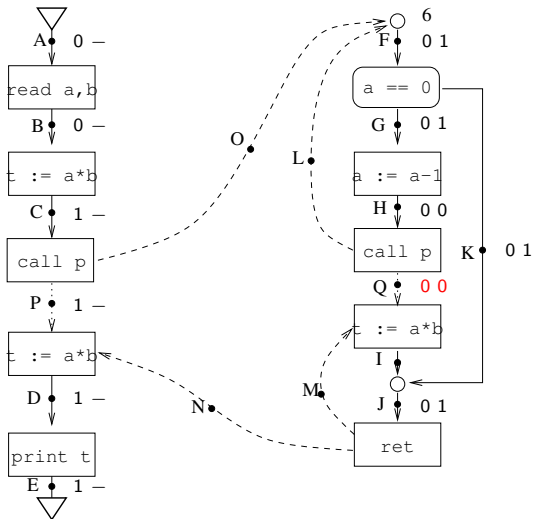 6
A 0 –
F 0 1
read a,b
a == 0
B 0 –
G 0 1
O
L
t := a*b
a := a-1
C 1 –
H 0 0
call p
call p
K 0 1
P 1 –
Q 0 0
t := a*b
t := a*b
I
M
D 1 –
N
J 0 1
print t
ret
E 1 –